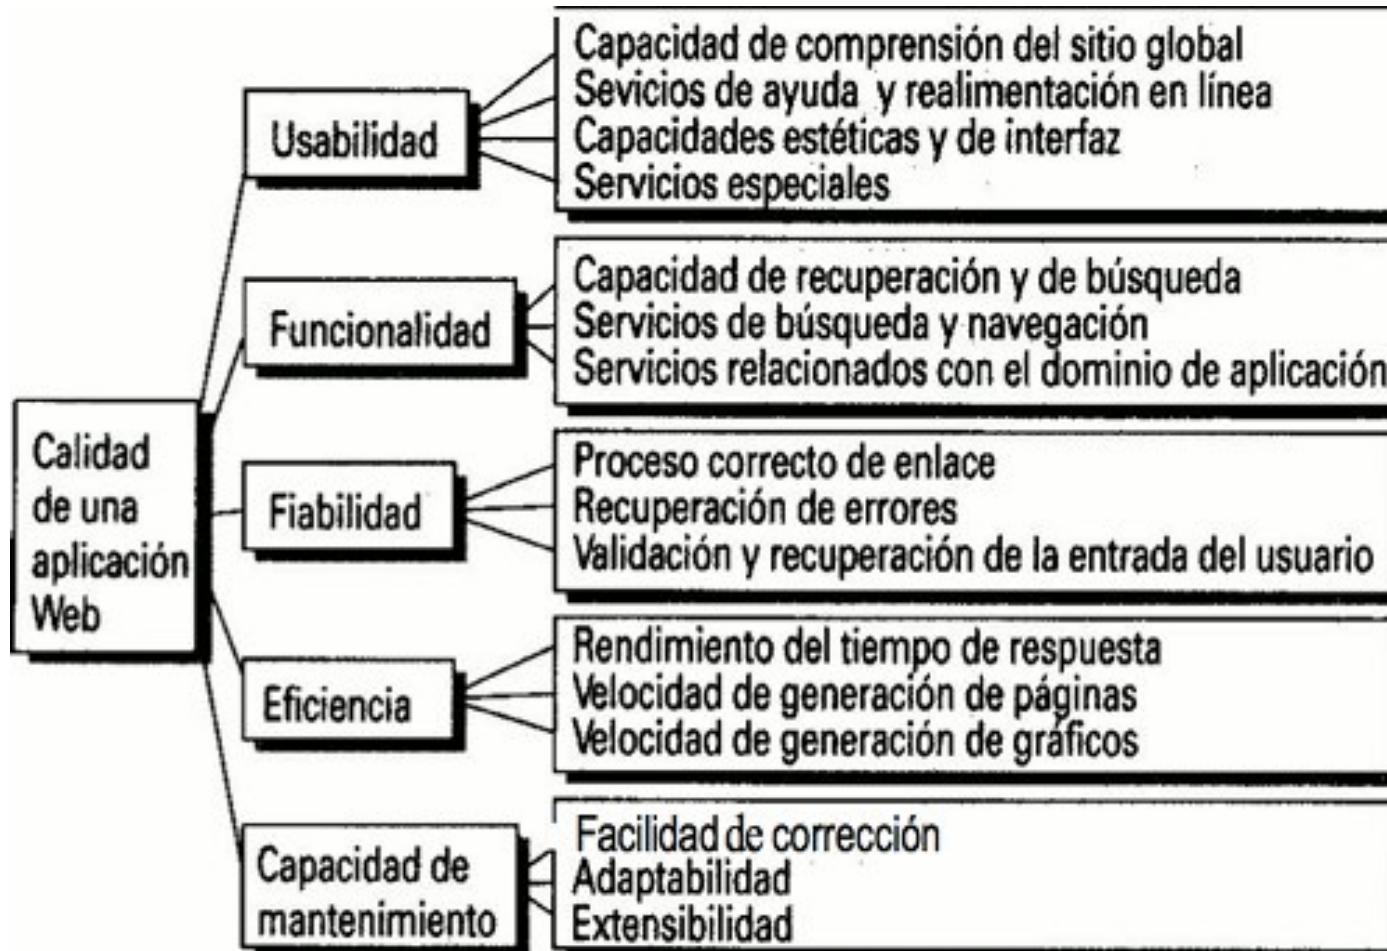 Calidad
de una
aplicación
Web
Usabilidad
Capacidad de comprensión del sitio global
Sevicios de ayuda y realimentación en línea
Capacidades estéticas y de interfaz
Servicios especiales
Funcionalidad
Capacidad de recuperación y de búsqueda
Servicios de búsqueda y navegación
Servicios relacionados con el dominio de aplicación
Fiabilidad
Proceso correcto de enlace
Recuperación de errores
Validación y recuperación de la entrada del usuario
Eficiencia
Rendimiento del tiempo de respuesta
Velocidad de generación de páginas
Velocidad de generación de gráficos
Capacidad de
mantenimiento
Facilidad de corrección
Adaptabilidad
Extensibilidad